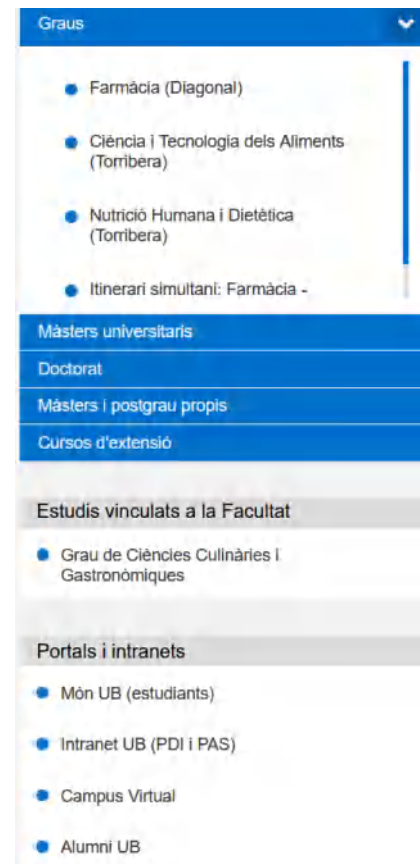 Graus
Farmàcia (Diagonal)
Ciència i Tecnologia dels Aliments
(Torribera)
Nutrició Humana i Dietètica
(Torribera)
Itinerari simultani: Farmàcia -
Màsters universitaris
Doctorat
Màsters i postgrau propis
Cursos d'extensió
Estudis vinculats a la Facultat
Grau de Ciències Culinàries i
Gastronòmiques
Portals i intranets
Món UB (estudiants)
Intranet UB (PDI i PAS)
Campus Virtual
Alumni UB